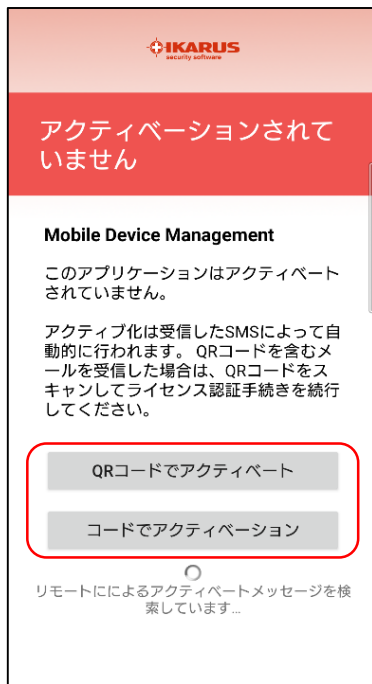 IKARUS
security software
アクティベーションされて
いません
Mobile Device Management
このアプリケーションはアクティベート
されていません。
アクティブ化は受信したSMSによって自
動的に行われます。 QRコードを含むメ
ールを受信した場合は、QRコードをス
キャンしてライセンス認証手続きを続行
してください。
QRコードでアクティベート
コードでアクティベーション
リモートにによるアクティベートメッセージを検
索しています...